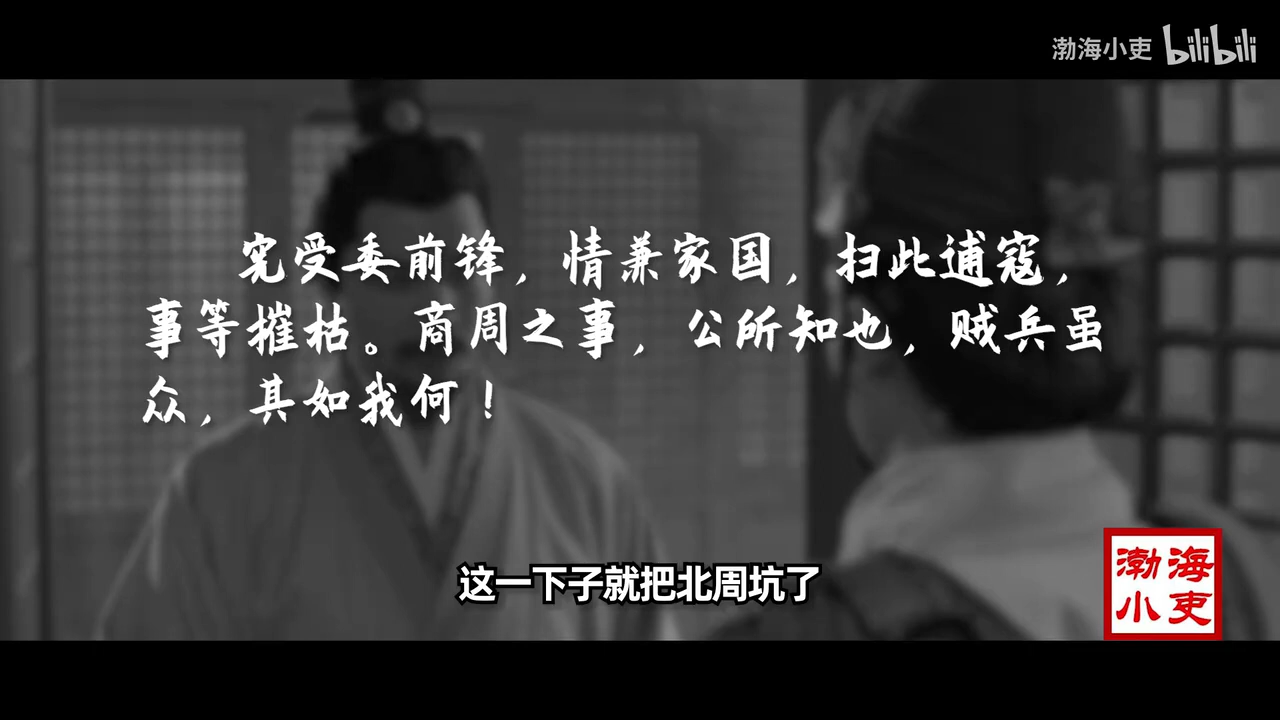 渤海小吏 bilibili
宪受委前锋，情兼家国，扫此逋寇，
事等摧枯。商周之事，公所知也，贼兵虽
众，其如我何！
这一下子就把北周坑了
渤海
小吏